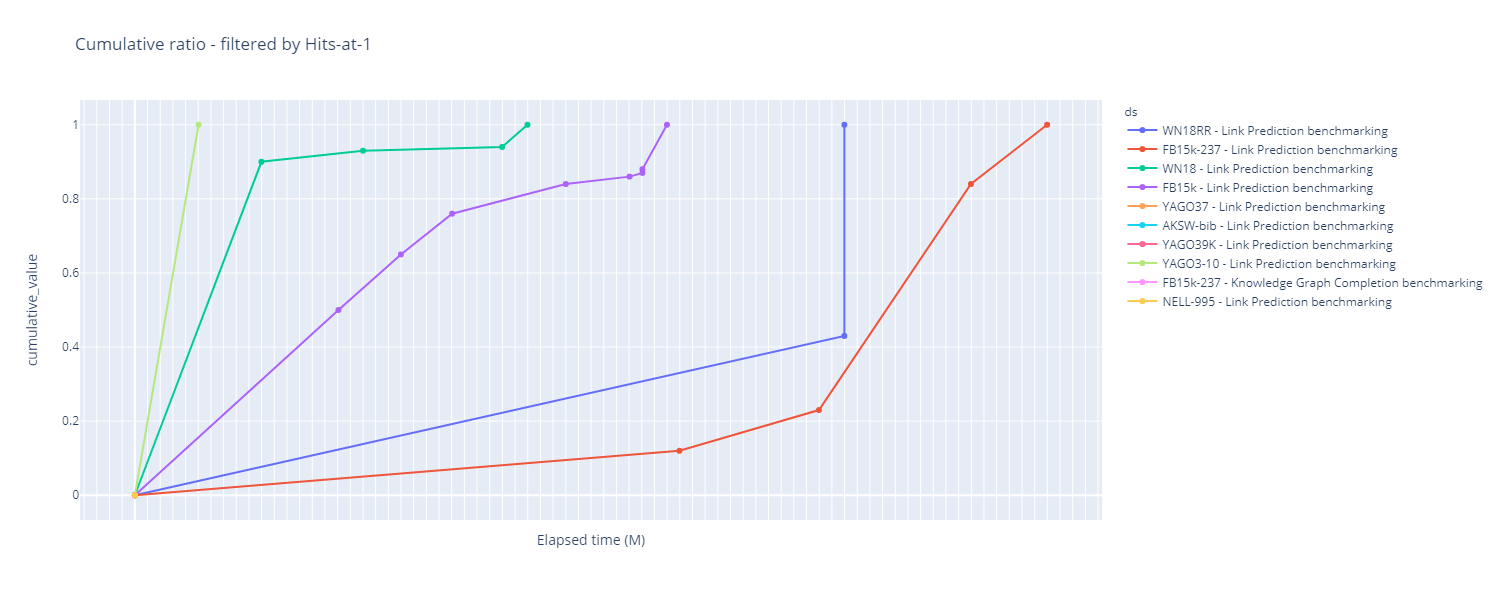 Cumulative ratio - filtered by Hits-at-1
1
0.8
0.6
0.4
0.2
0
cumulative_value
Elapsed time (M)
ds
WN18RR - Link Prediction benchmarking
FB15k-237 - Link Prediction benchmarking
WN18 - Link Prediction benchmarking
FB15k - Link Prediction benchmarking
YAGO37 - Link Prediction benchmarking
AKSW-bib - Link Prediction benchmarking
YAGO39K - Link Prediction benchmarking
YAGO3-10 - Link Prediction benchmarking
FB15k-237 - Knowledge Graph Completion benchmarking
NELL-995 - Link Prediction benchmarking